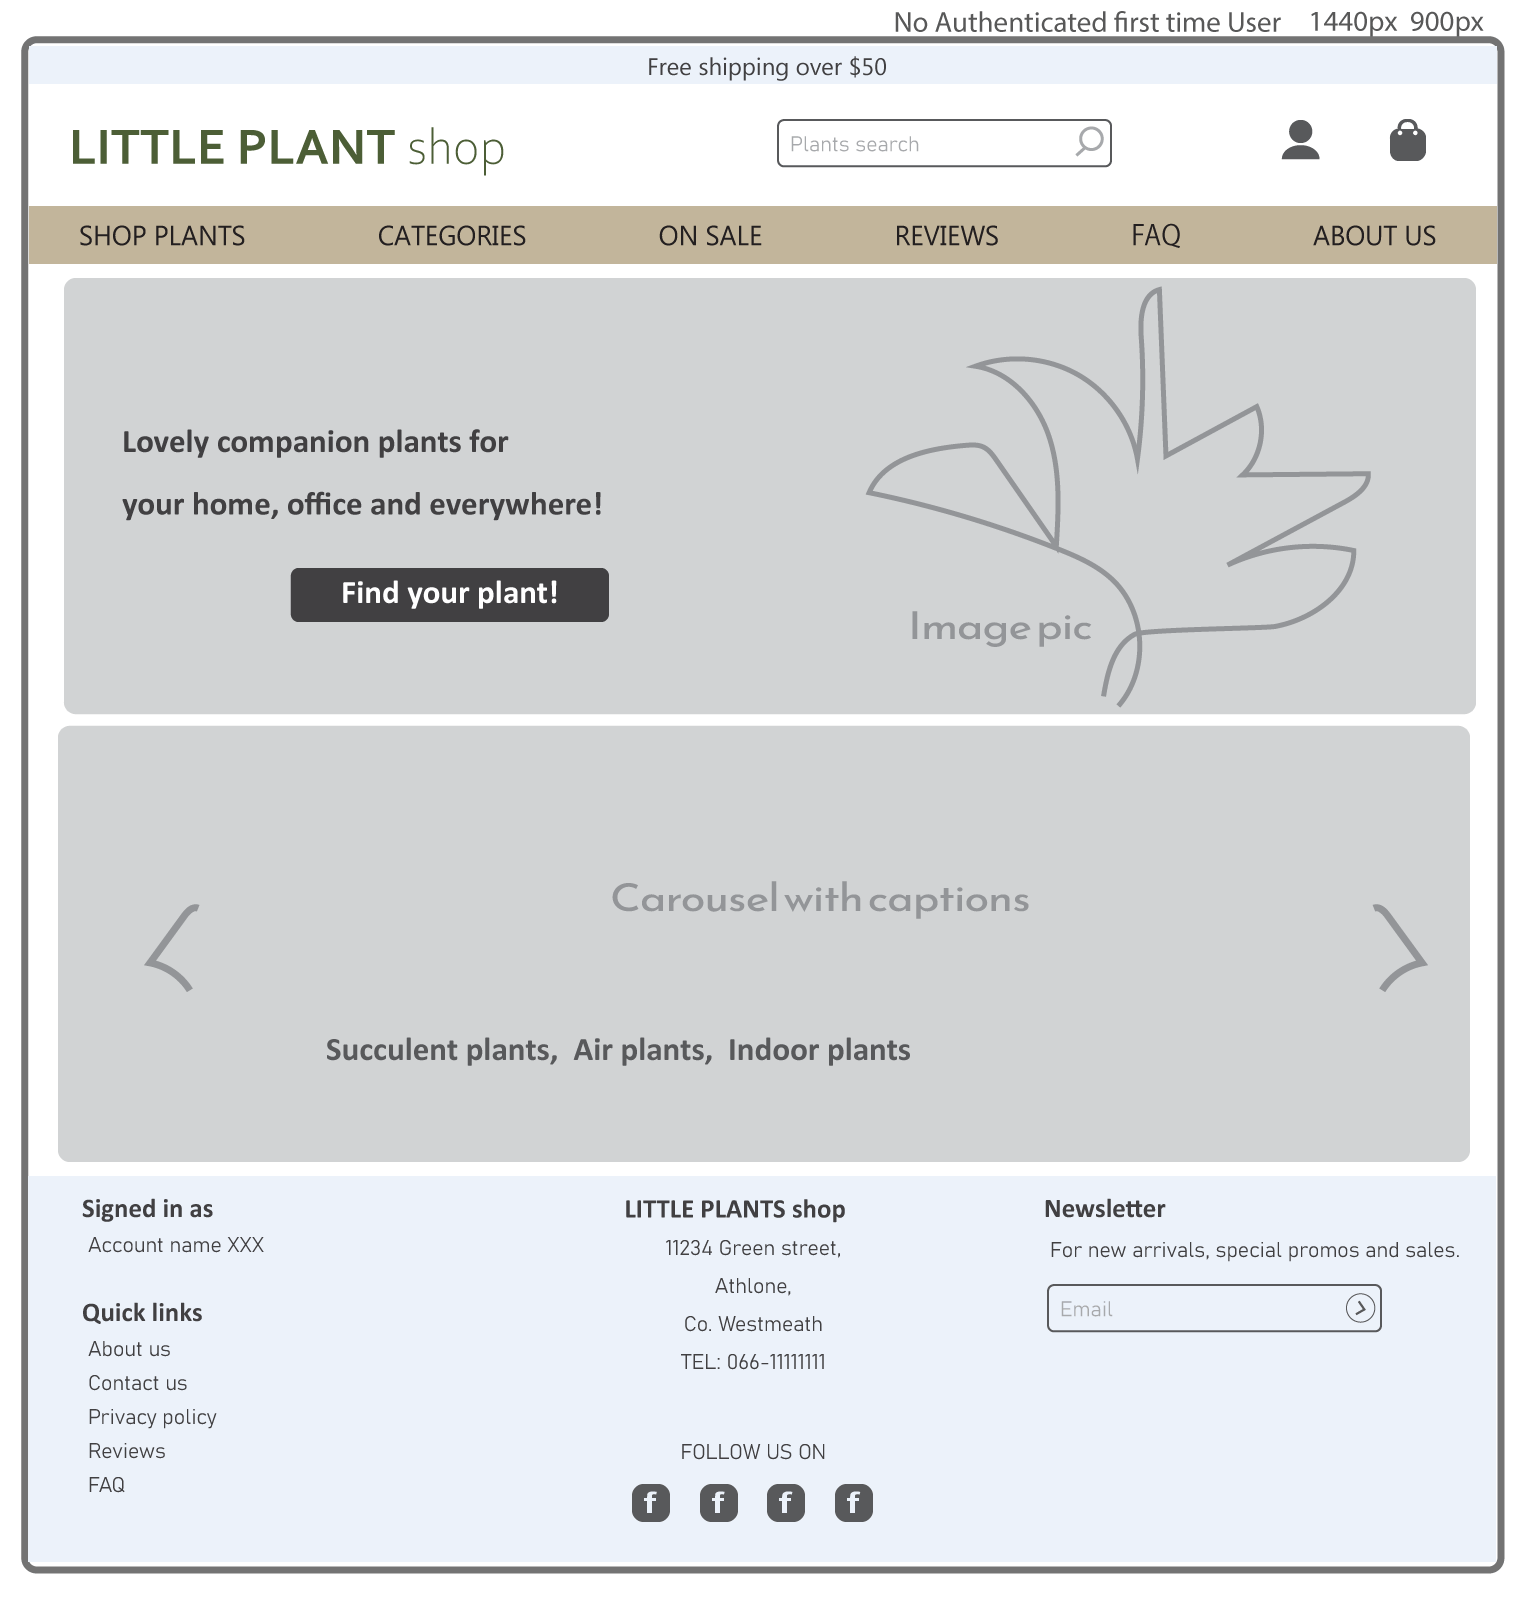 No Authenticated first time User 1440px 900px
Free shipping over $50
LITTLE PLANT shop
Plants search
SHOP PLANTS CATEGORIES ON SALE REVIEWS FAQ ABOUT US
Lovely companion plants for
your home, office and everywhere!
Find your plant!
Image pic
Carousel with captions
Succulent plants, Air plants, Indoor plants
Signed in as
Account name XXX
Quick links
About us
Contact us
Privacy policy
Reviews
FAQ
LITTLE PLANTS shop
11234 Green street,
Athlone,
Co. Westmeath
TEL: 066-11111111
FOLLOW US ON
f f f f
Newsletter
For new arrivals, special promos and sales.
Email